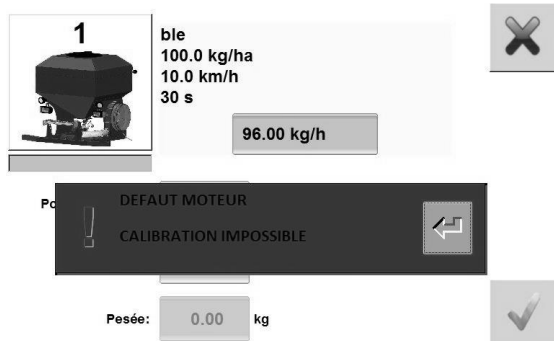 1
ble
100.0 kg/ha
10.0 km/h
30 s
96.00 kg/h
Po
DEFAUT MOTEUR
CALIBRATION IMPOSSIBLE
Pesée: 0.00 kg